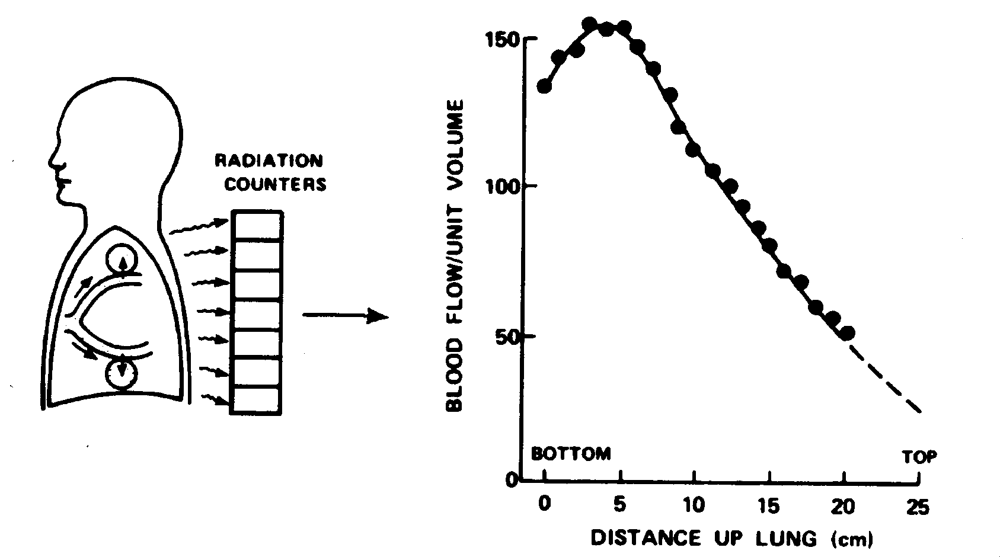 RADIATION
COUNTERS
BLOOD FLOW/UNIT VOLUME
150
100
50
0
BOTTOM
TOP
0 5 10 15 20 25
DISTANCE UP LUNG (cm)